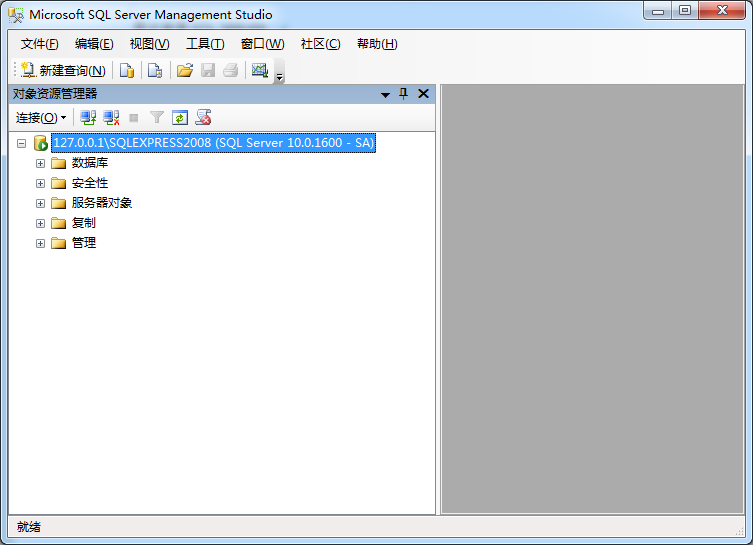 Microsoft SQL Server Management Studio
文件(F) 编辑(E) 视图(V) 工具(T) 窗口(W) 社区(C) 帮助(H)
新建查询(N)
对象资源管理器
连接(O)
127.0.0.1\SQLEXPRESS2008 (SQL Server 10.0.1600 - SA)
数据库
安全性
服务器对象
复制
管理
就绪